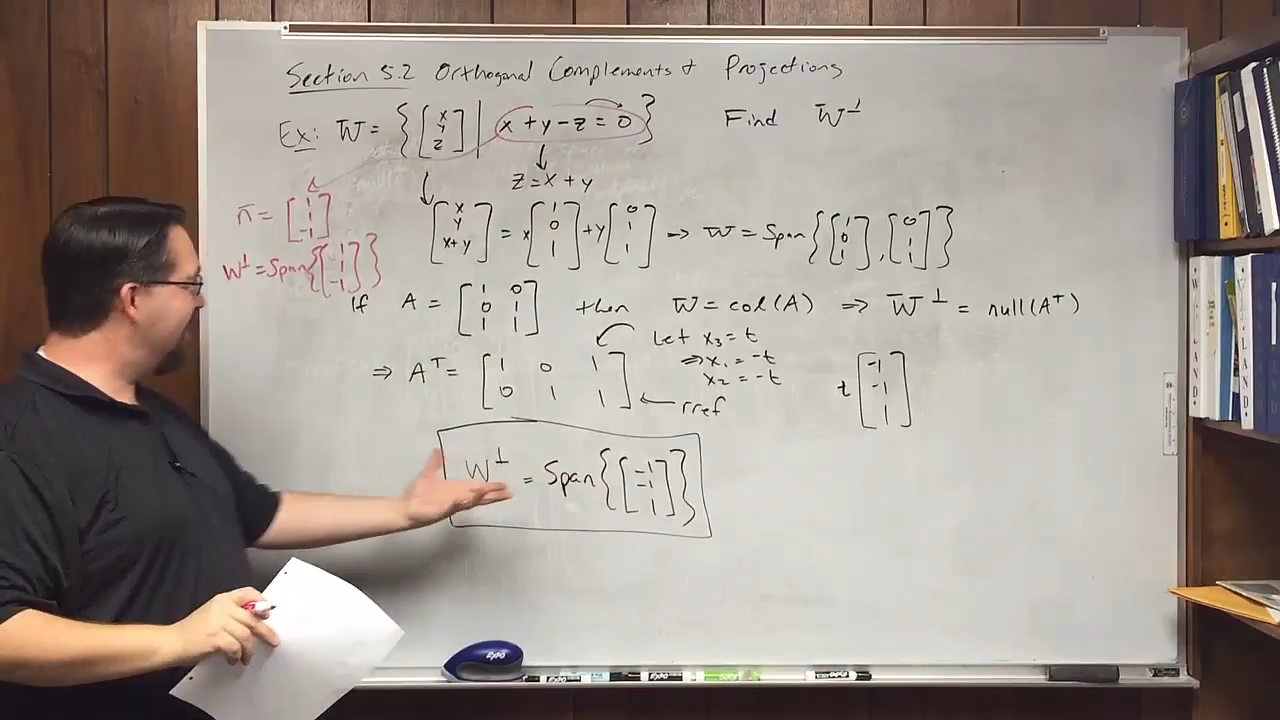 Section 5.2 Orthogonal Complements & Projections
Ex: W = { [x y z] | x + y - z = 0 } Find W⊥
z = x + y
n = [1 1 -1]
[x y x+y] = x [1 0 1] + y [0 1 1] → W = Span { [1 0 1], [0 1 1] }
W⊥ = Span { [1 1 -1] }
If A = [1 0; 0 1; 1 1] then W = col(A) ⇒ W⊥ = null(A^T)
Let x₃ = t
⇒ x₁ = -t
x₂ = -t
⇒ A^T = [1 0 1; 0 1 1] ← rref
t [-1 -1 1]
W⊥ = Span { [-1 -1 1] }
EXPO
WYLAND
WYLAND